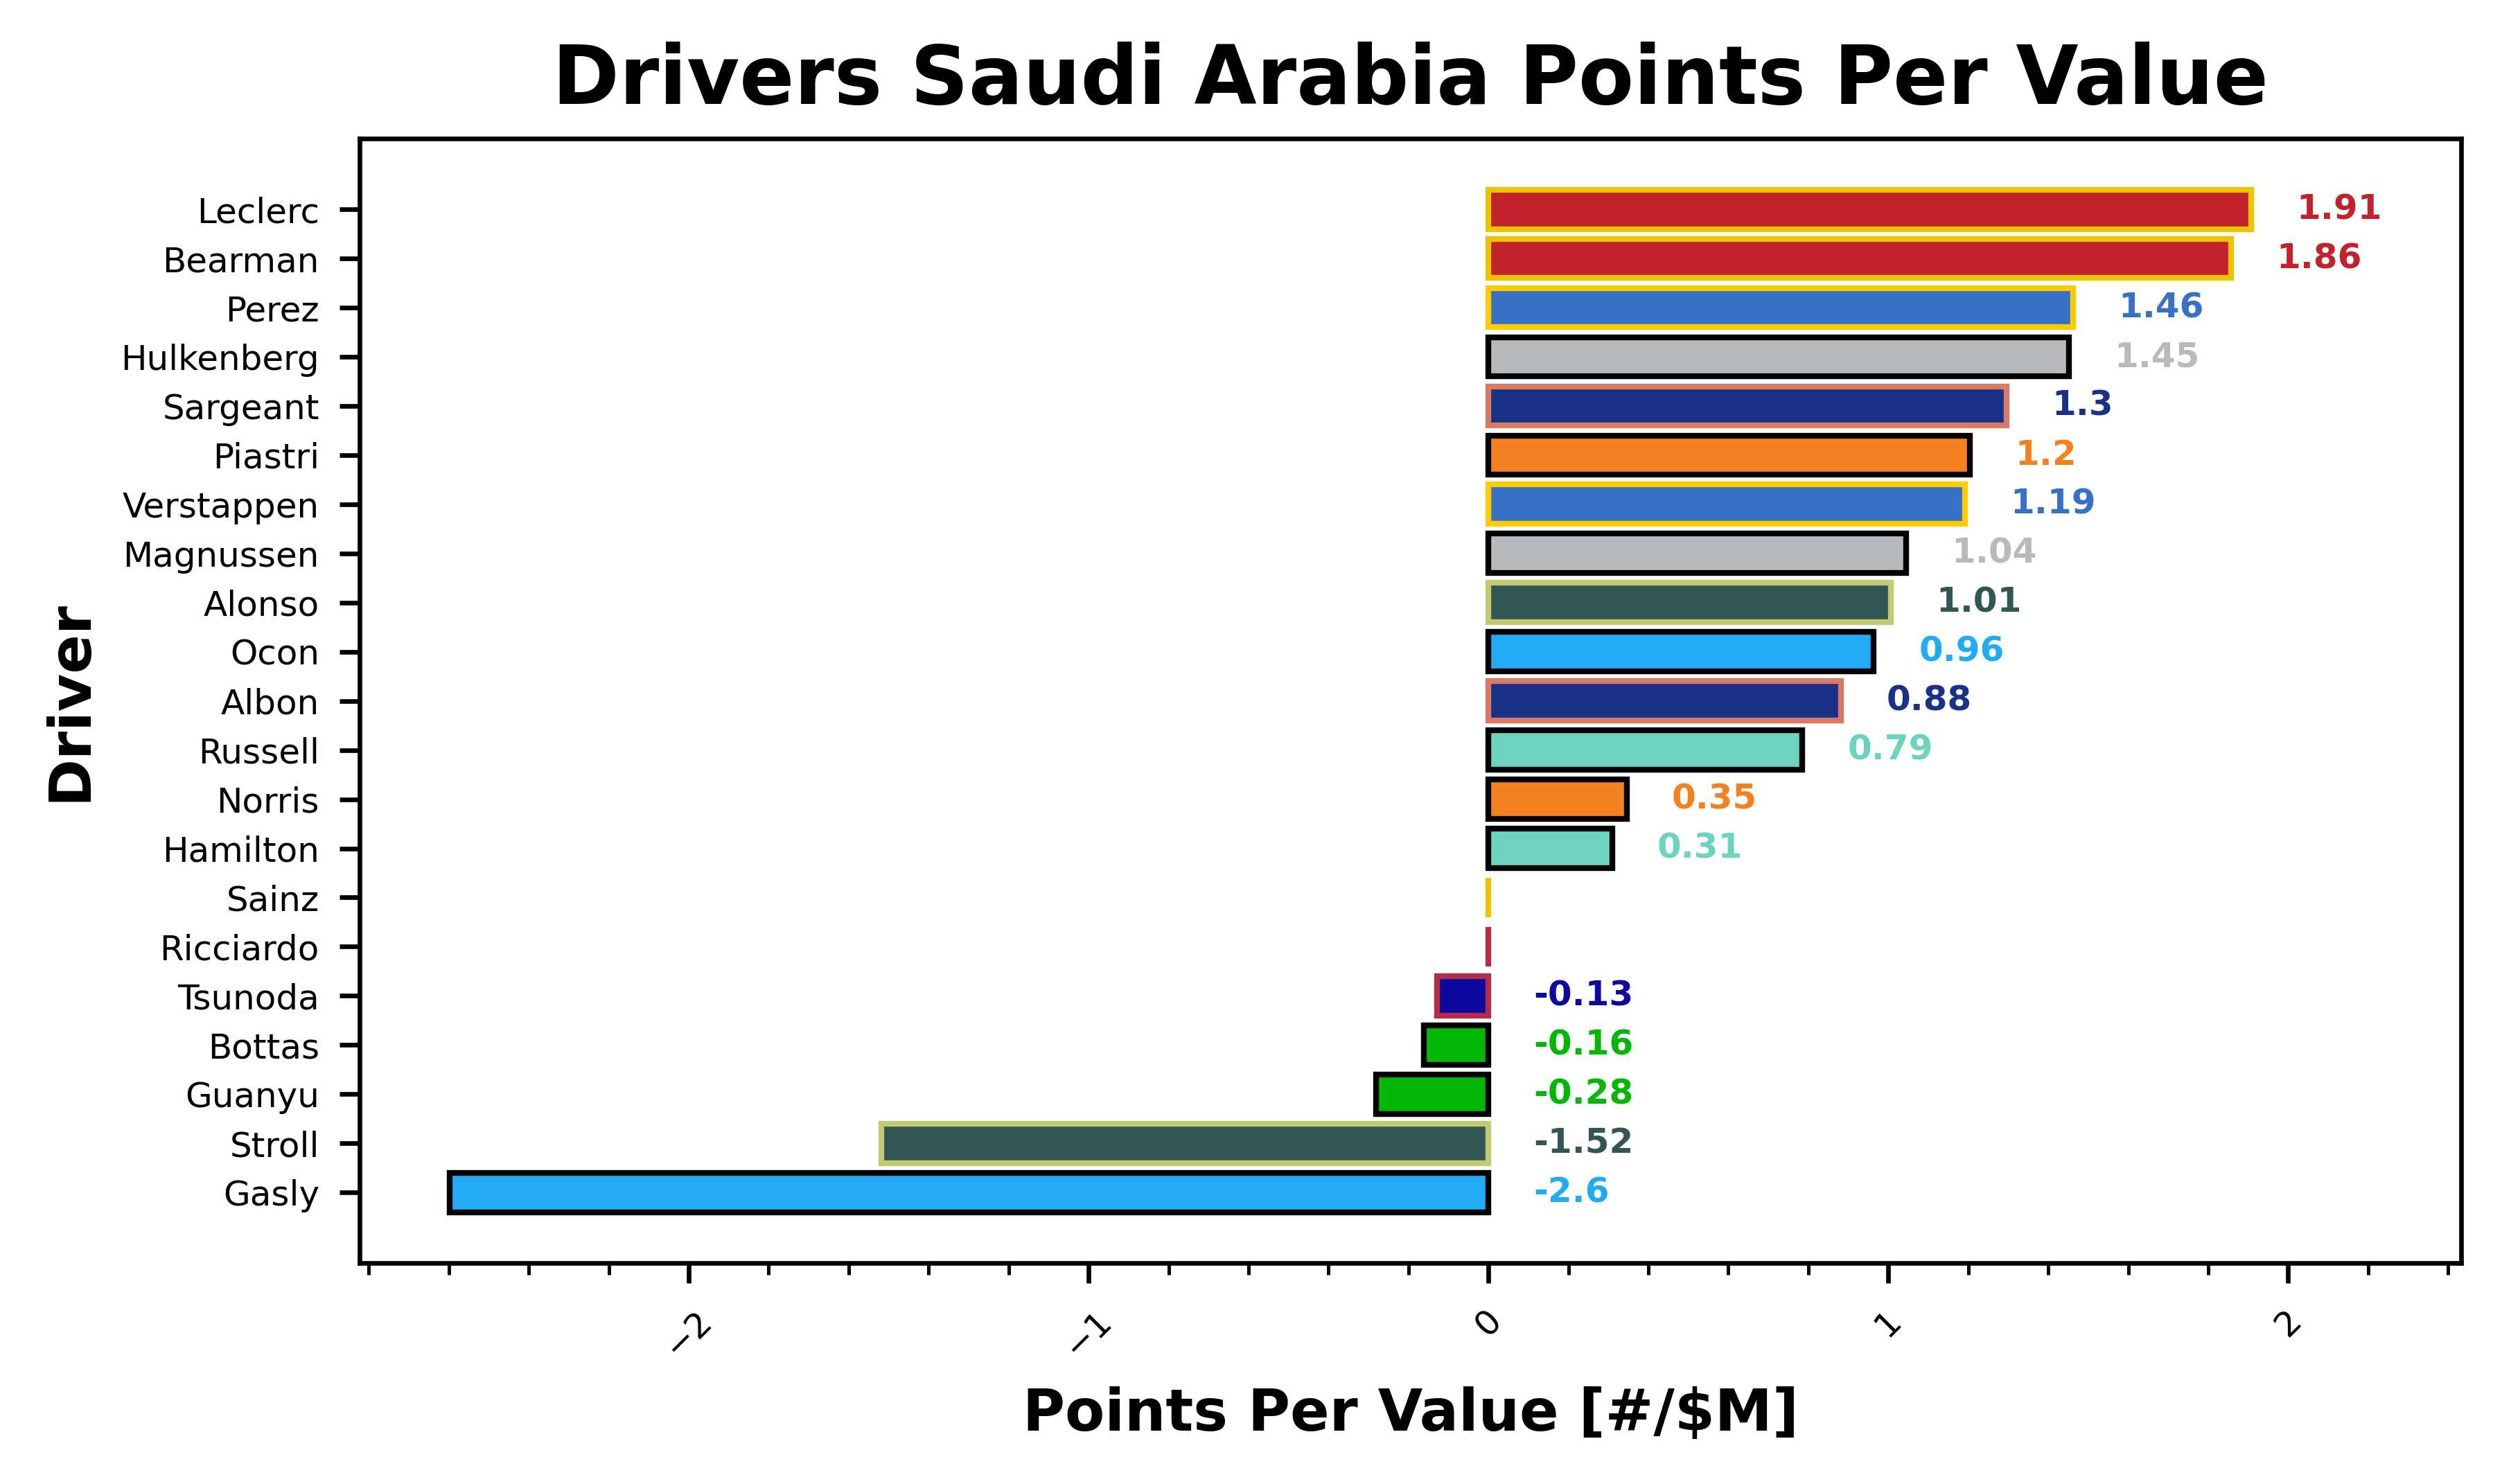 Drivers Saudi Arabia Points Per Value
Driver
Leclerc 1.91
Bearman 1.86
Perez 1.46
Hulkenberg 1.45
Sargeant 1.3
Piastri 1.2
Verstappen 1.19
Magnussen 1.04
Alonso 1.01
Ocon 0.96
Albon 0.88
Russell 0.79
Norris 0.35
Hamilton 0.31
Sainz
Ricciardo
Tsunoda -0.13
Bottas -0.16
Guanyu -0.28
Stroll -1.52
Gasly -2.6
−2 −1 0 1 2
Points Per Value [#/$M]